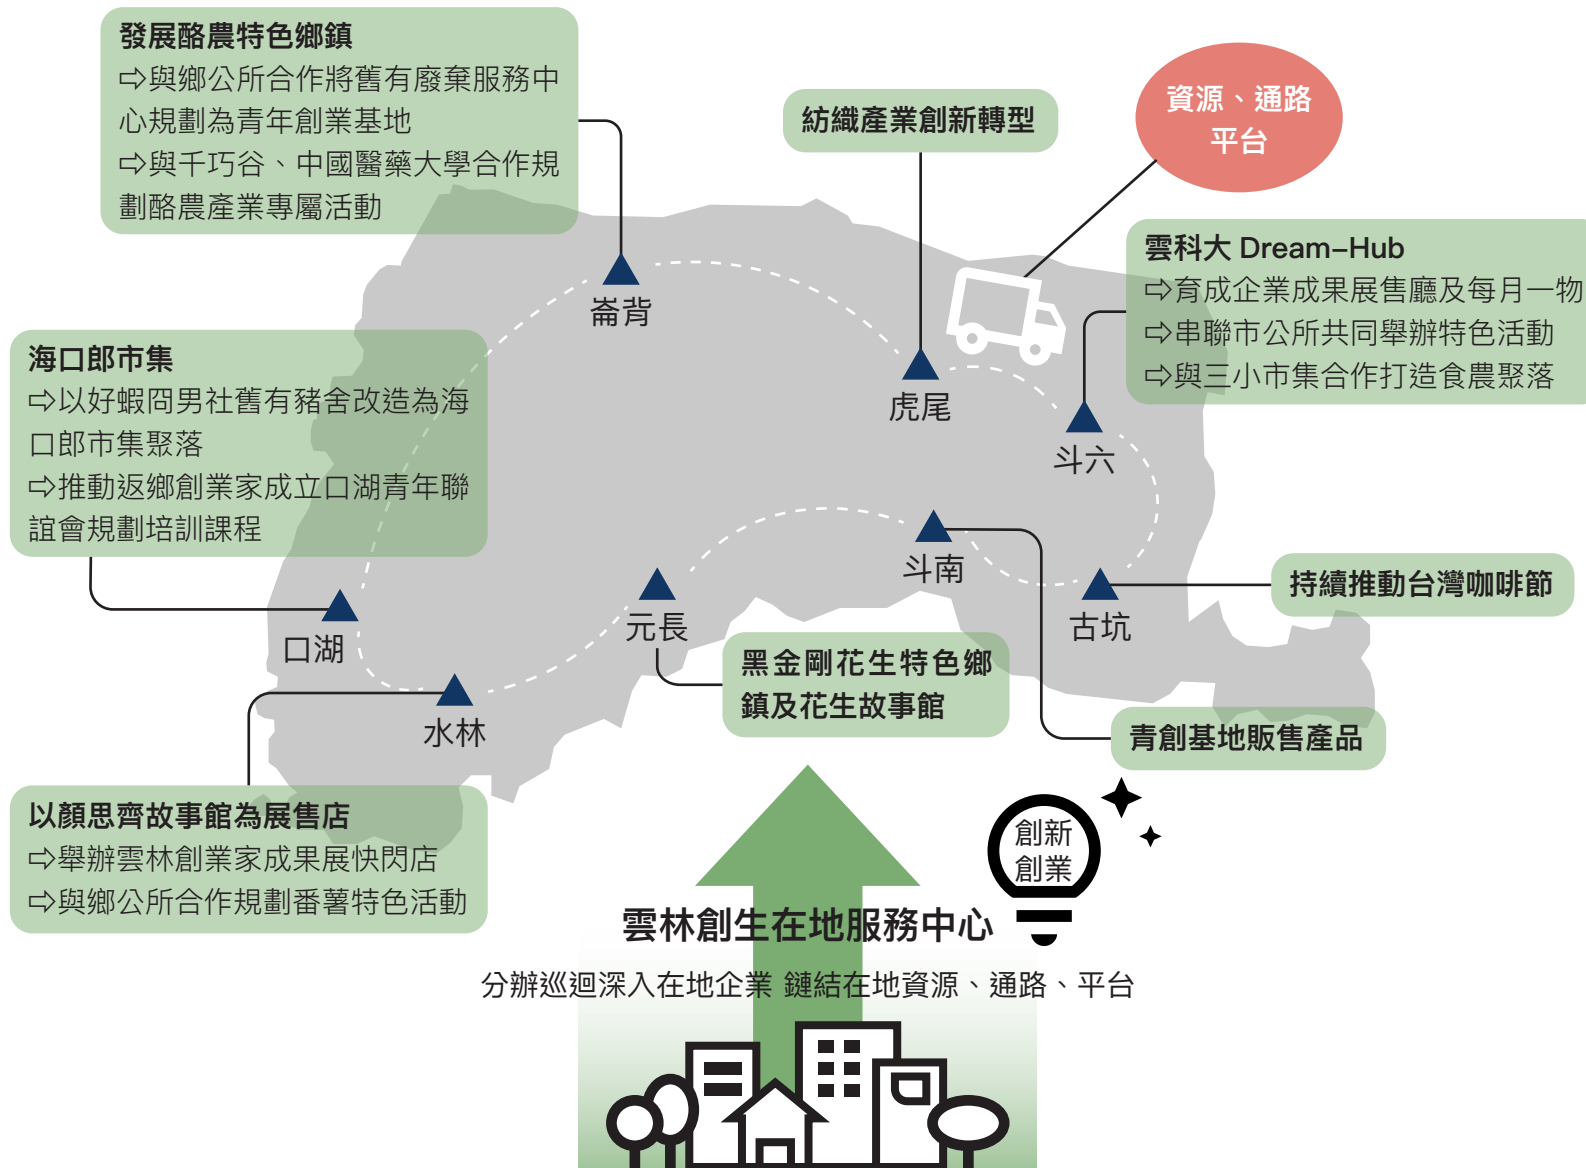 發展酪農特色鄉鎮
⇨與鄉公所合作將舊有廢棄服務中
心規劃為青年創業基地
⇨與千巧谷、中國醫藥大學合作規
劃酪農產業專屬活動
紡織產業創新轉型
資源、通路
平台
雲科大 Dream-Hub
⇨育成企業成果展售廳及每月一物
⇨串聯市公所共同舉辦特色活動
⇨與三小市集合作打造食農聚落
崙背
海口郎市集
⇨以好蝦冏男社舊有豬舍改造為海
口郎市集聚落
⇨推動返鄉創業家成立口湖青年聯
誼會規劃培訓課程
虎尾
斗六
斗南
持續推動台灣咖啡節
古坑
元長
口湖
黑金剛花生特色鄉
鎮及花生故事館
水林
青創基地販售產品
以顏思齊故事館為展售店
⇨舉辦雲林創業家成果展快閃店
⇨與鄉公所合作規劃番薯特色活動
創新
創業
雲林創生在地服務中心
分辦巡迴深入在地企業 鏈結在地資源、通路、平台